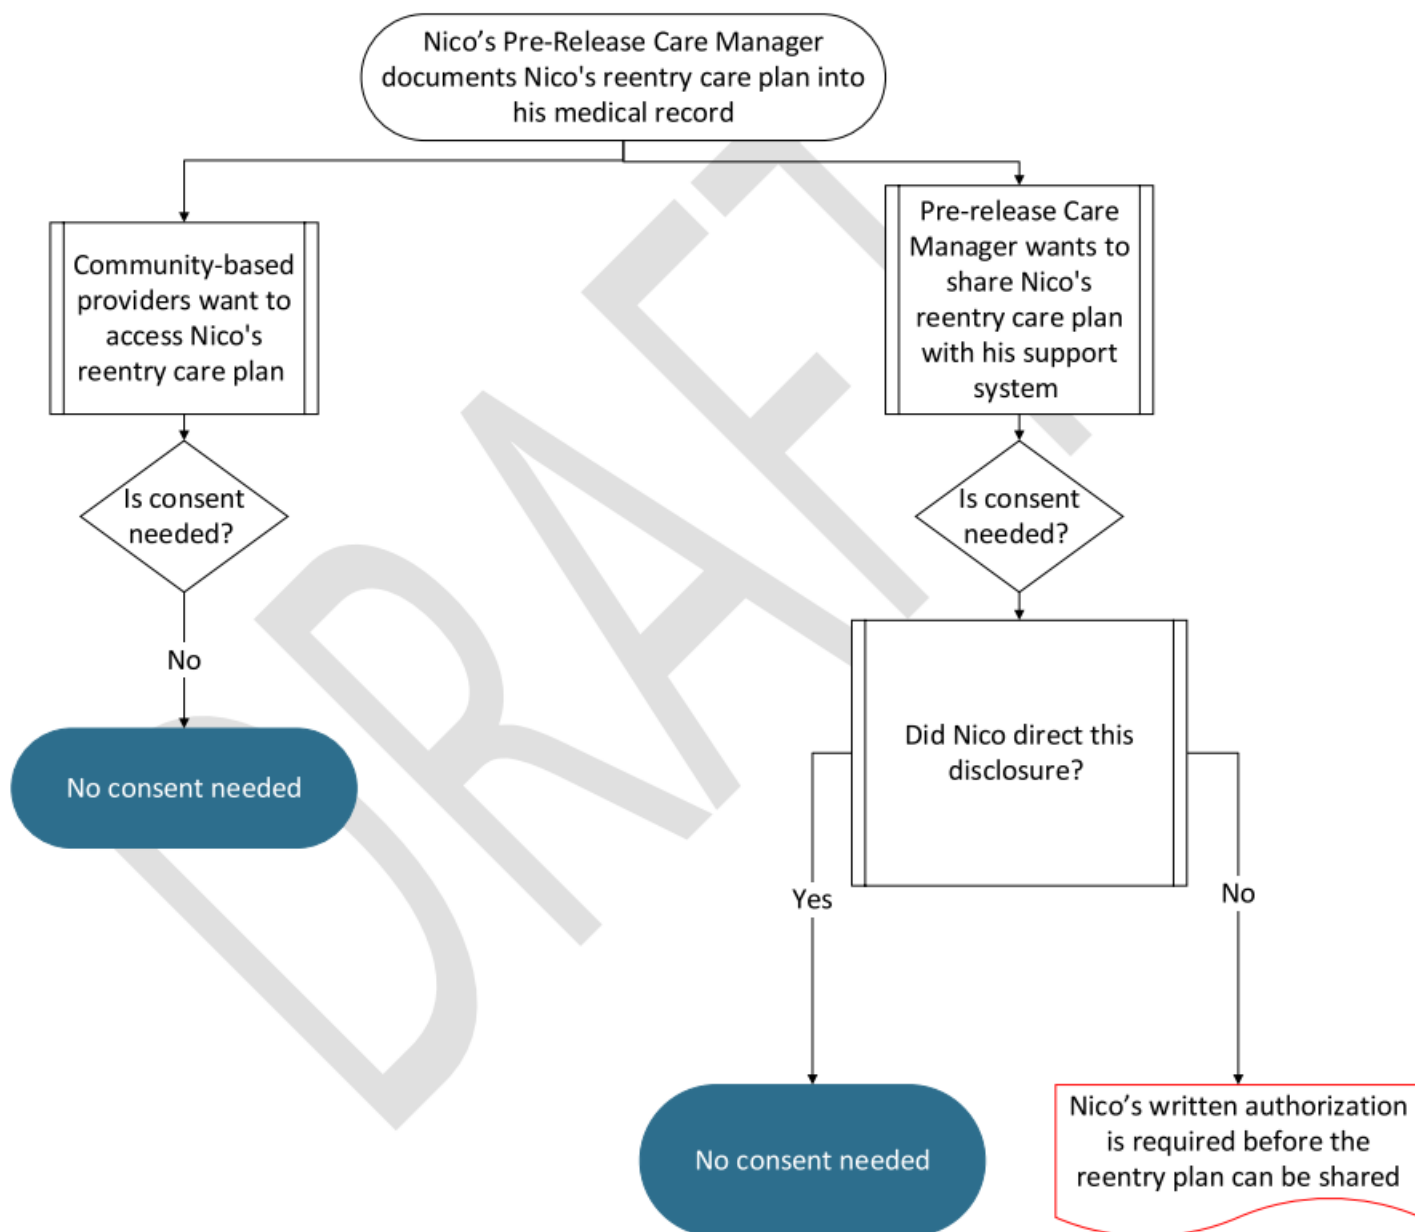 Nico’s Pre-Release Care Manager
documents Nico's reentry care plan into
his medical record
Community-based
providers want to
access Nico's
reentry care plan
Pre-release Care
Manager wants to
share Nico's
reentry care plan
with his support
system
Is consent
needed?
Is consent
needed?
No
No consent needed
Did Nico direct this
disclosure?
Yes
No
No consent needed
Nico’s written authorization
is required before the
reentry plan can be shared
DRAFT